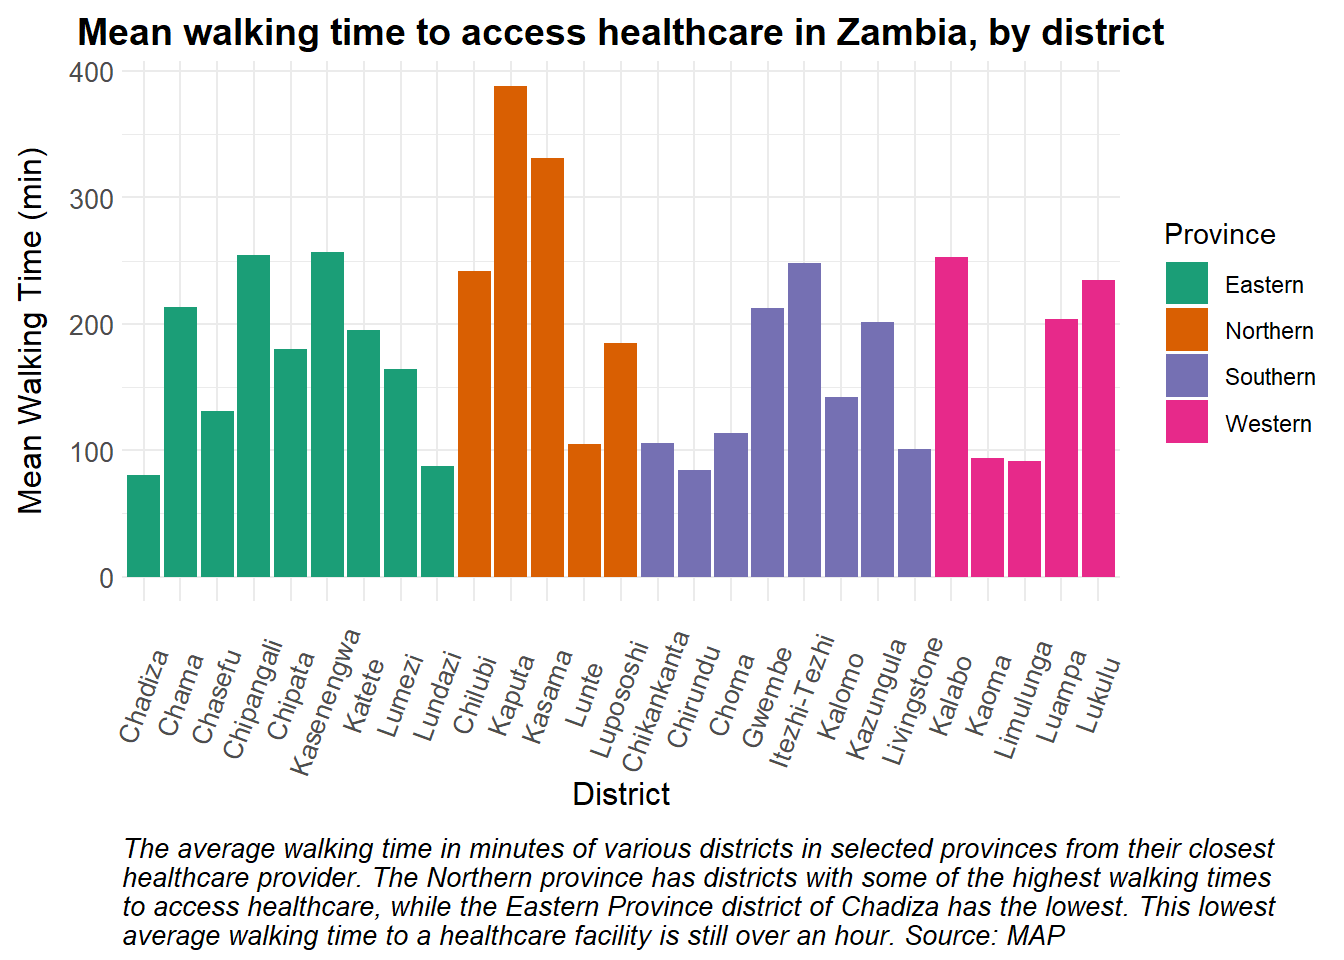 Mean walking time to access healthcare in Zambia, by district
Mean Walking Time (min)
400
300
200
100
0
Chadiza
Chama
Chasefu
Chipangali
Chipata
Kasenengwa
Katete
Lumezi
Lundazi
Chilubi
Kaputa
Kasama
Lunte
Lupososhi
Chikankanta
Chirundu
Choma
Gwembe
Itezhi-Tezhi
Kalomo
Kazungula
Livingstone
Kalabo
Kaoma
Limulunga
Luampa
Lukulu
District
Province
Eastern
Northern
Southern
Western
The average walking time in minutes of various districts in selected provinces from their closest
healthcare provider. The Northern province has districts with some of the highest walking times
to access healthcare, while the Eastern Province district of Chadiza has the lowest. This lowest
average walking time to a healthcare facility is still over an hour. Source: MAP